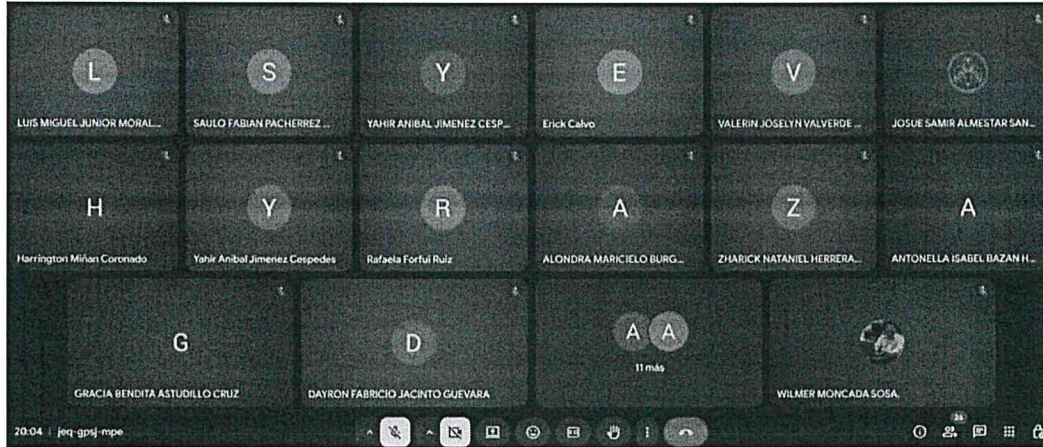 L
S
Y
E
V
LUIS MIGUEL JUNIOR MORAL...
SAULO FABIAN PACHERREZ ...
YAHIR ANIBAL JIMENEZ CESP...
Erick Calvo
VALERIN JOSELYN VALVERDE ...
JOSUE SAMIR ALMESTAR SAN...
H
Y
R
A
Z
A
Harrington Miñan Coronado
Yahir Anibal Jimenez Cespedes
Rafaela Forfui Ruiz
ALONDRA MARICIELO BURG...
ZHARICK NATANIEL HERRERA...
ANTONELLA ISABEL BAZAN H...
G
D
A A
11 más
GRACIA BENDITA ASTUDILLO CRUZ
DAYRON FABRICIO JACINTO GUEVARA
WILMER MONCADA SOSA.
20:04 | jeq-gpsj-mpe
26